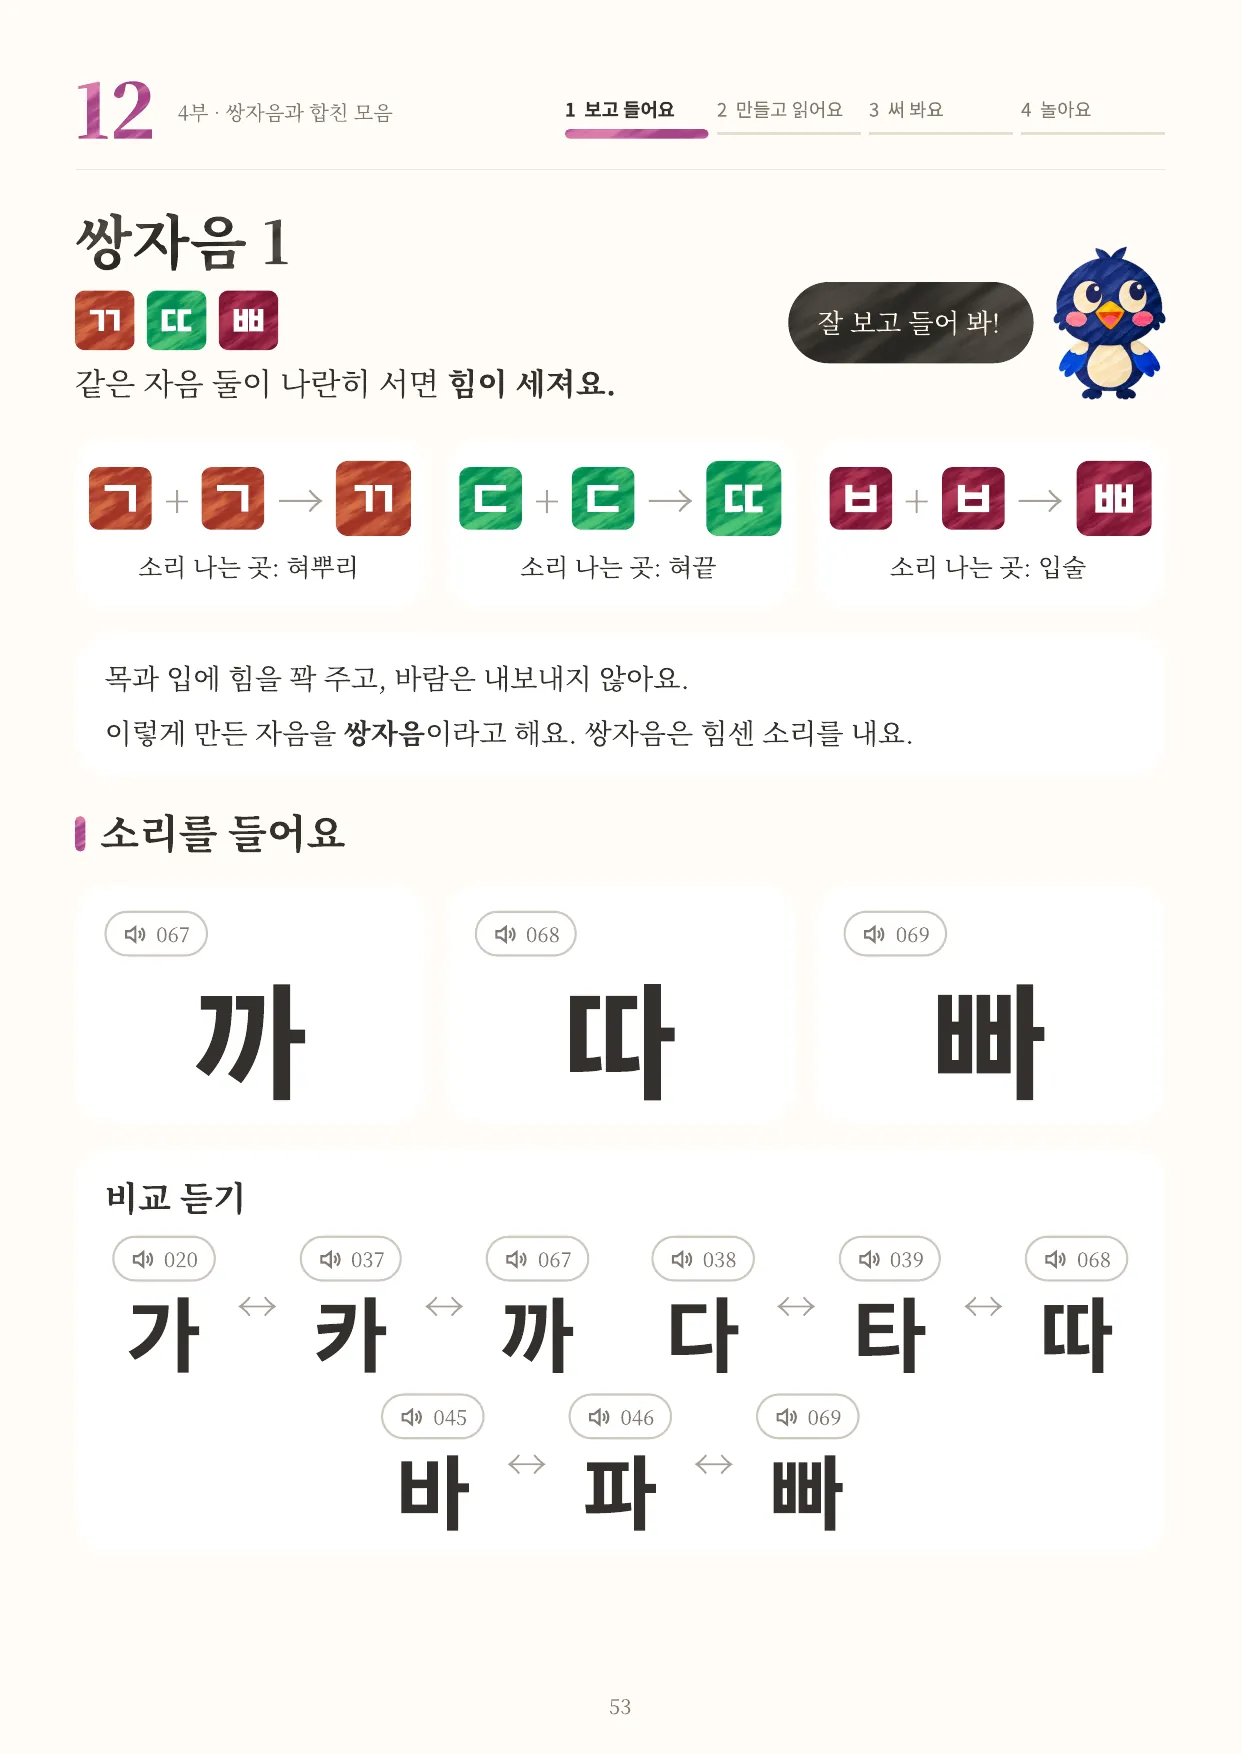 12
4부 · 쌍자음과 합친 모음
1 보고 들어요
2 만들고 읽어요
3 써 봐요
4 놀아요
쌍자음 1
ㄲ ㄸ ㅃ
잘 보고 들어 봐!
같은 자음 둘이 나란히 서면 힘이 세져요.
ㄱ + ㄱ → ㄲ
소리 나는 곳: 혀뿌리
ㄷ + ㄷ → ㄸ
소리 나는 곳: 혀끝
ㅂ + ㅂ → ㅃ
소리 나는 곳: 입술
목과 입에 힘을 꽉 주고, 바람은 내보내지 않아요.
이렇게 만든 자음을 쌍자음이라고 해요. 쌍자음은 힘센 소리를 내요.
소리를 들어요
067
까
068
따
069
빠
비교 듣기
020 037 067 038 039 068
가 ↔ 카 ↔ 까 다 ↔ 타 ↔ 따
045 046 069
바 ↔ 파 ↔ 빠
53